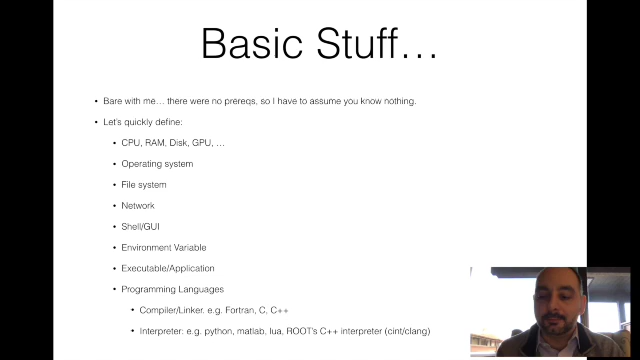 Basic Stuff…
• Bare with me… there were no prereqs, so I have to assume you know nothing.
• Let's quickly define:
• CPU, RAM, Disk, GPU, …
• Operating system
• File system
• Network
• Shell/GUI
• Environment Variable
• Executable/Application
• Programming Languages
• Compiler/Linker. e.g. Fortran, C, C++
• Interpreter: e.g. python, matlab, lua, ROOT's C++ interpreter (cint/clang)